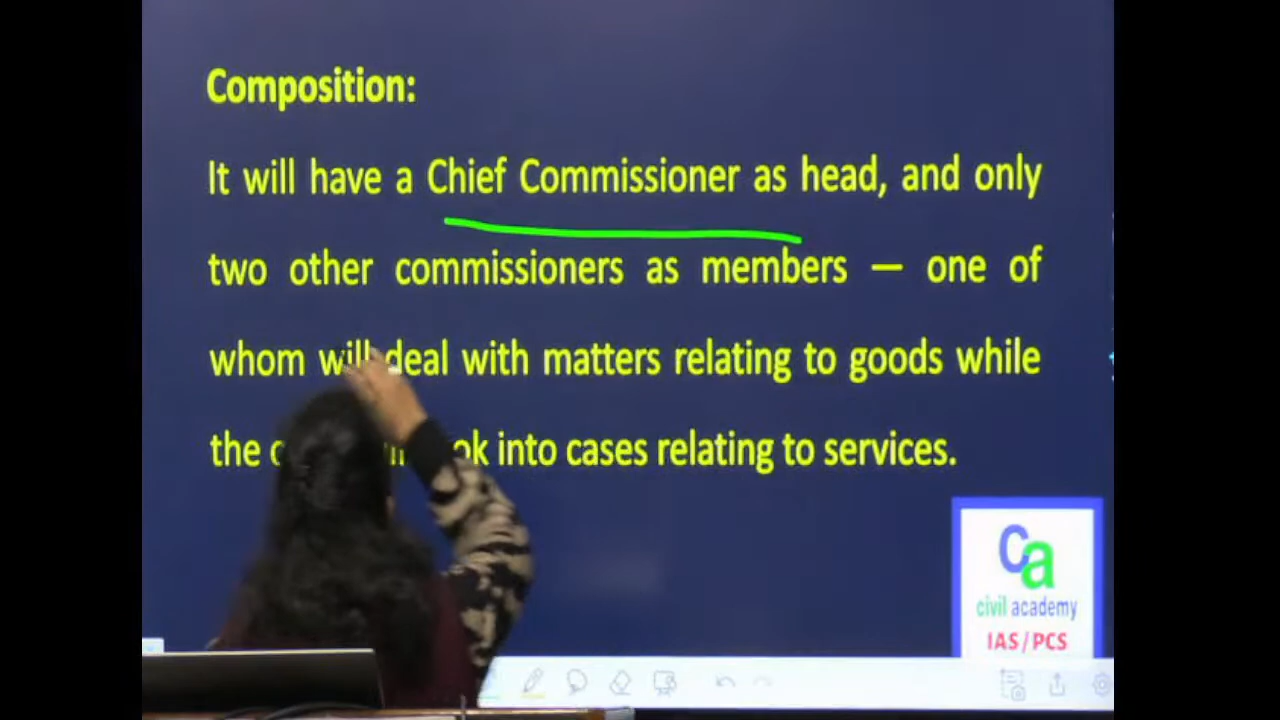 Composition:
It will have a Chief Commissioner as head, and only
two other commissioners as members — one of
whom will deal with matters relating to goods while
the into cases relating to services.
ca
civil academy
IAS/PCS